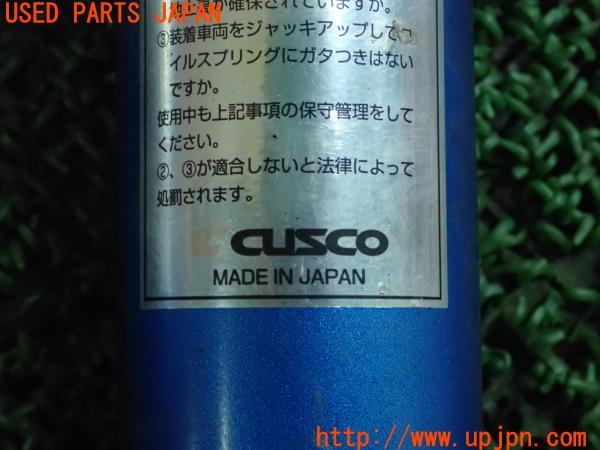 USED PARTS JAPAN
が確保されていますか。
③装着車両をジャッキアップしてコ
イルスプリングにガタつきはない
ですか。
使用中も上記事項の保守管理をして
ください。
②、③が適合しないと法律によって
処罰されます。
CUSCO
MADE IN JAPAN
http://www.upjpn.com/